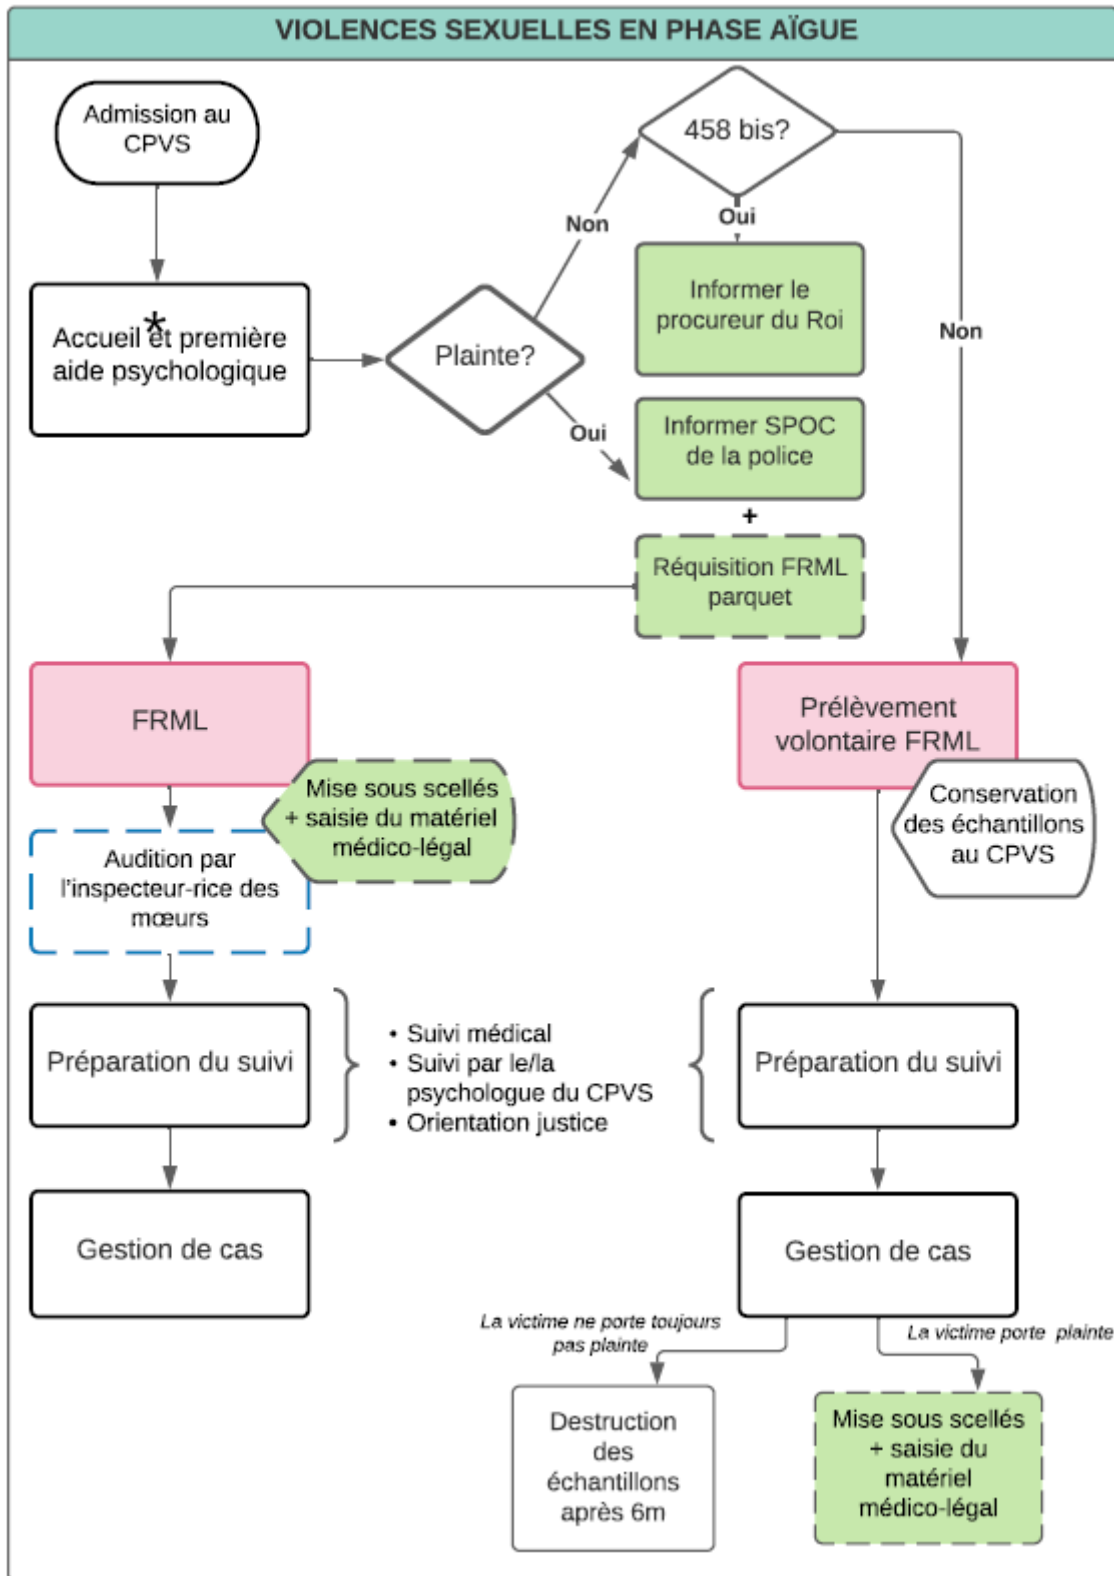 VIOLENCES SEXUELLES EN PHASE AÏGUE
Admission au
CPVS
*
Accueil et première
aide psychologique
Plainte?
Non
Oui
458 bis?
Oui
Non
Informer le
procureur du Roi
Informer SPOC
de la police
+
Réquisition FRML
parquet
FRML
Mise sous scellés
+ saisie du matériel
médico-légal
Audition par
l'inspecteur-rice des
mœurs
Prélèvement
volontaire FRML
Conservation
des échantillons
au CPVS
Préparation du suivi
• Suivi médical
• Suivi par le/la
psychologue du CPVS
• Orientation justice
Préparation du suivi
Gestion de cas
Gestion de cas
La victime ne porte toujours
pas plainte
La victime porte plainte
Destruction
des
échantillons
après 6m
Mise sous scellés
+ saisie du
matériel
médico-légal